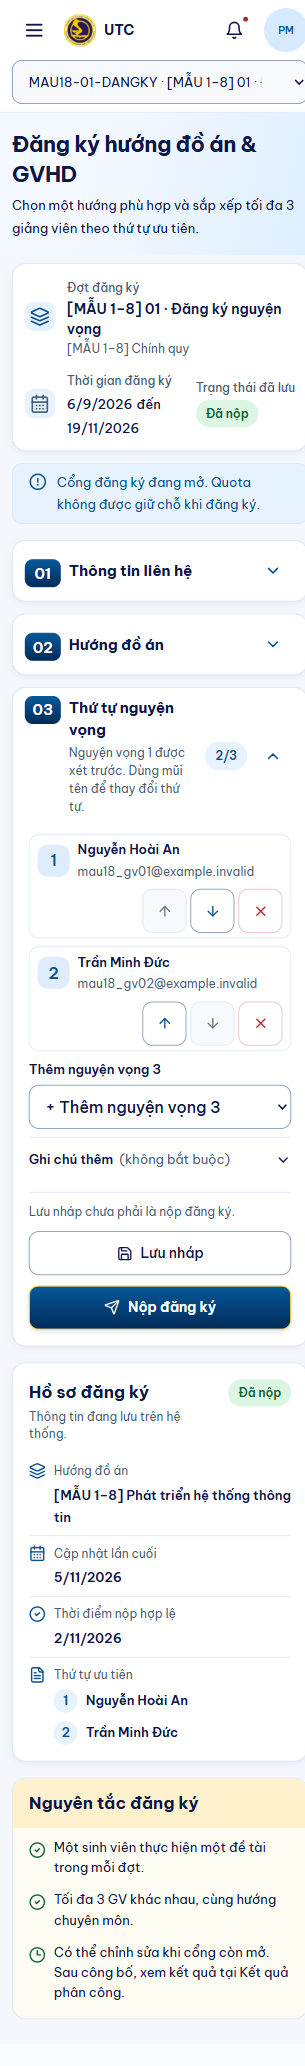 UTC
PM
MAU18-01-DANGKY · [MẪU 1-8] 01 ·
Đăng ký hướng đồ án &
GVHD
Chọn một hướng phù hợp và sắp xếp tối đa 3
giảng viên theo thứ tự ưu tiên.
Đợt đăng ký
[MẪU 1-8] 01 · Đăng ký nguyện
vọng
[MẪU 1-8] Chính quy
Thời gian đăng ký
6/9/2026 đến
19/11/2026
Trạng thái đã lưu
Đã nộp
Cổng đăng ký đang mở. Quota
không được giữ chỗ khi đăng ký.
01 Thông tin liên hệ
02 Hướng đồ án
03 Thứ tự nguyện
vọng
Nguyện vọng 1 được
xét trước. Dùng mũi
tên để thay đổi thứ
tự.
2/3
1 Nguyễn Hoài An
mau18_gv01@example.invalid
2 Trần Minh Đức
mau18_gv02@example.invalid
Thêm nguyện vọng 3
+ Thêm nguyện vọng 3
Ghi chú thêm (không bắt buộc)
Lưu nháp chưa phải là nộp đăng ký.
Lưu nháp
Nộp đăng ký
Hồ sơ đăng ký
Đã nộp
Thông tin đang lưu trên hệ
thống.
Hướng đồ án
[MẪU 1-8] Phát triển hệ thống thông
tin
Cập nhật lần cuối
5/11/2026
Thời điểm nộp hợp lệ
2/11/2026
Thứ tự ưu tiên
1 Nguyễn Hoài An
2 Trần Minh Đức
Nguyên tắc đăng ký
Một sinh viên thực hiện một đề tài
trong mỗi đợt.
Tối đa 3 GV khác nhau, cùng hướng
chuyên môn.
Có thể chỉnh sửa khi cổng còn mở.
Sau công bố, xem kết quả tại Kết quả
phân công.